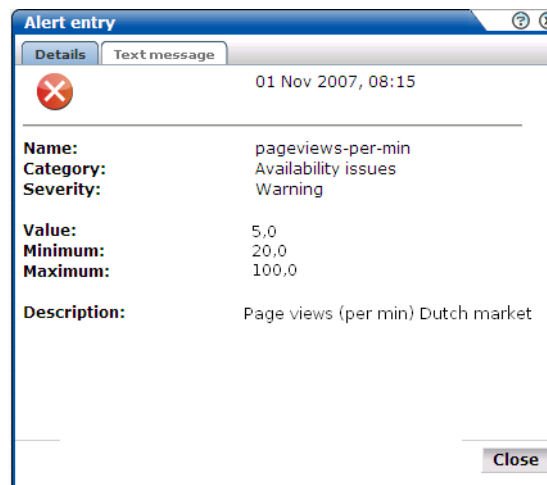 Alert entry
Details Text message
01 Nov 2007, 08:15
Name: pageviews-per-min
Category: Availability issues
Severity: Warning
Value: 5,0
Minimum: 20,0
Maximum: 100,0
Description: Page views (per min) Dutch market
Close